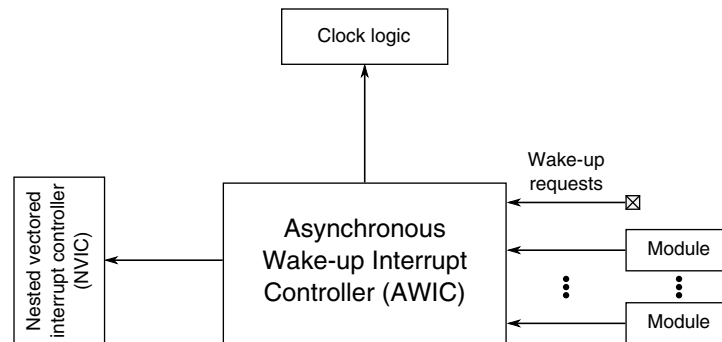 Clock logic
Wake-up
requests
Nested vectored
interrupt controller
(NVIC)
Asynchronous
Wake-up Interrupt
Controller (AWIC)
Module
Module